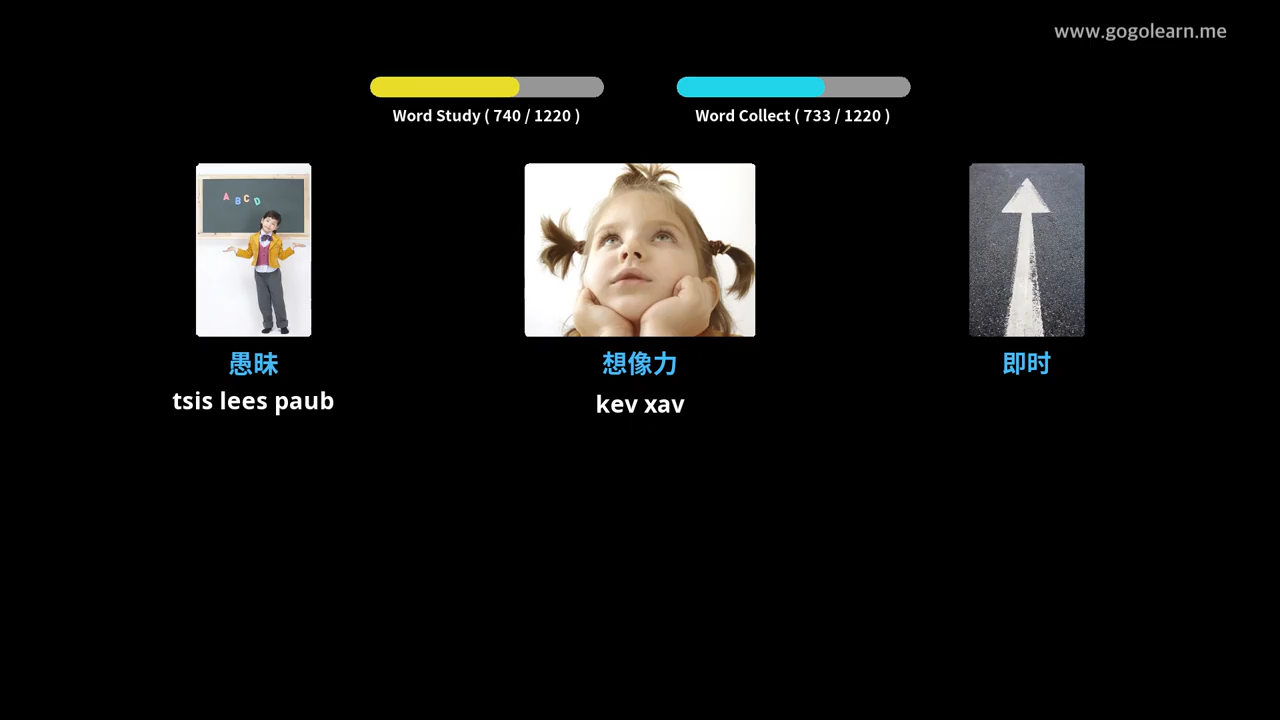 www.gogolearn.me
Word Study ( 740 / 1220 )
Word Collect ( 733 / 1220 )
A B C D
愚昧
想像力
即时
tsis lees paub
kev xav